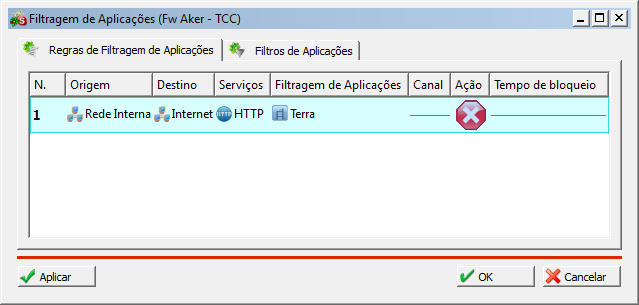 Filtragem de Aplicações (Fw Aker - TCC)
Regras de Filtragem de Aplicações Filtros de Aplicações
N. Origem Destino Serviços Filtragem de Aplicações Canal Ação Tempo de bloqueio
1 Rede Interna Internet HTTP Terra
Aplicar OK Cancelar